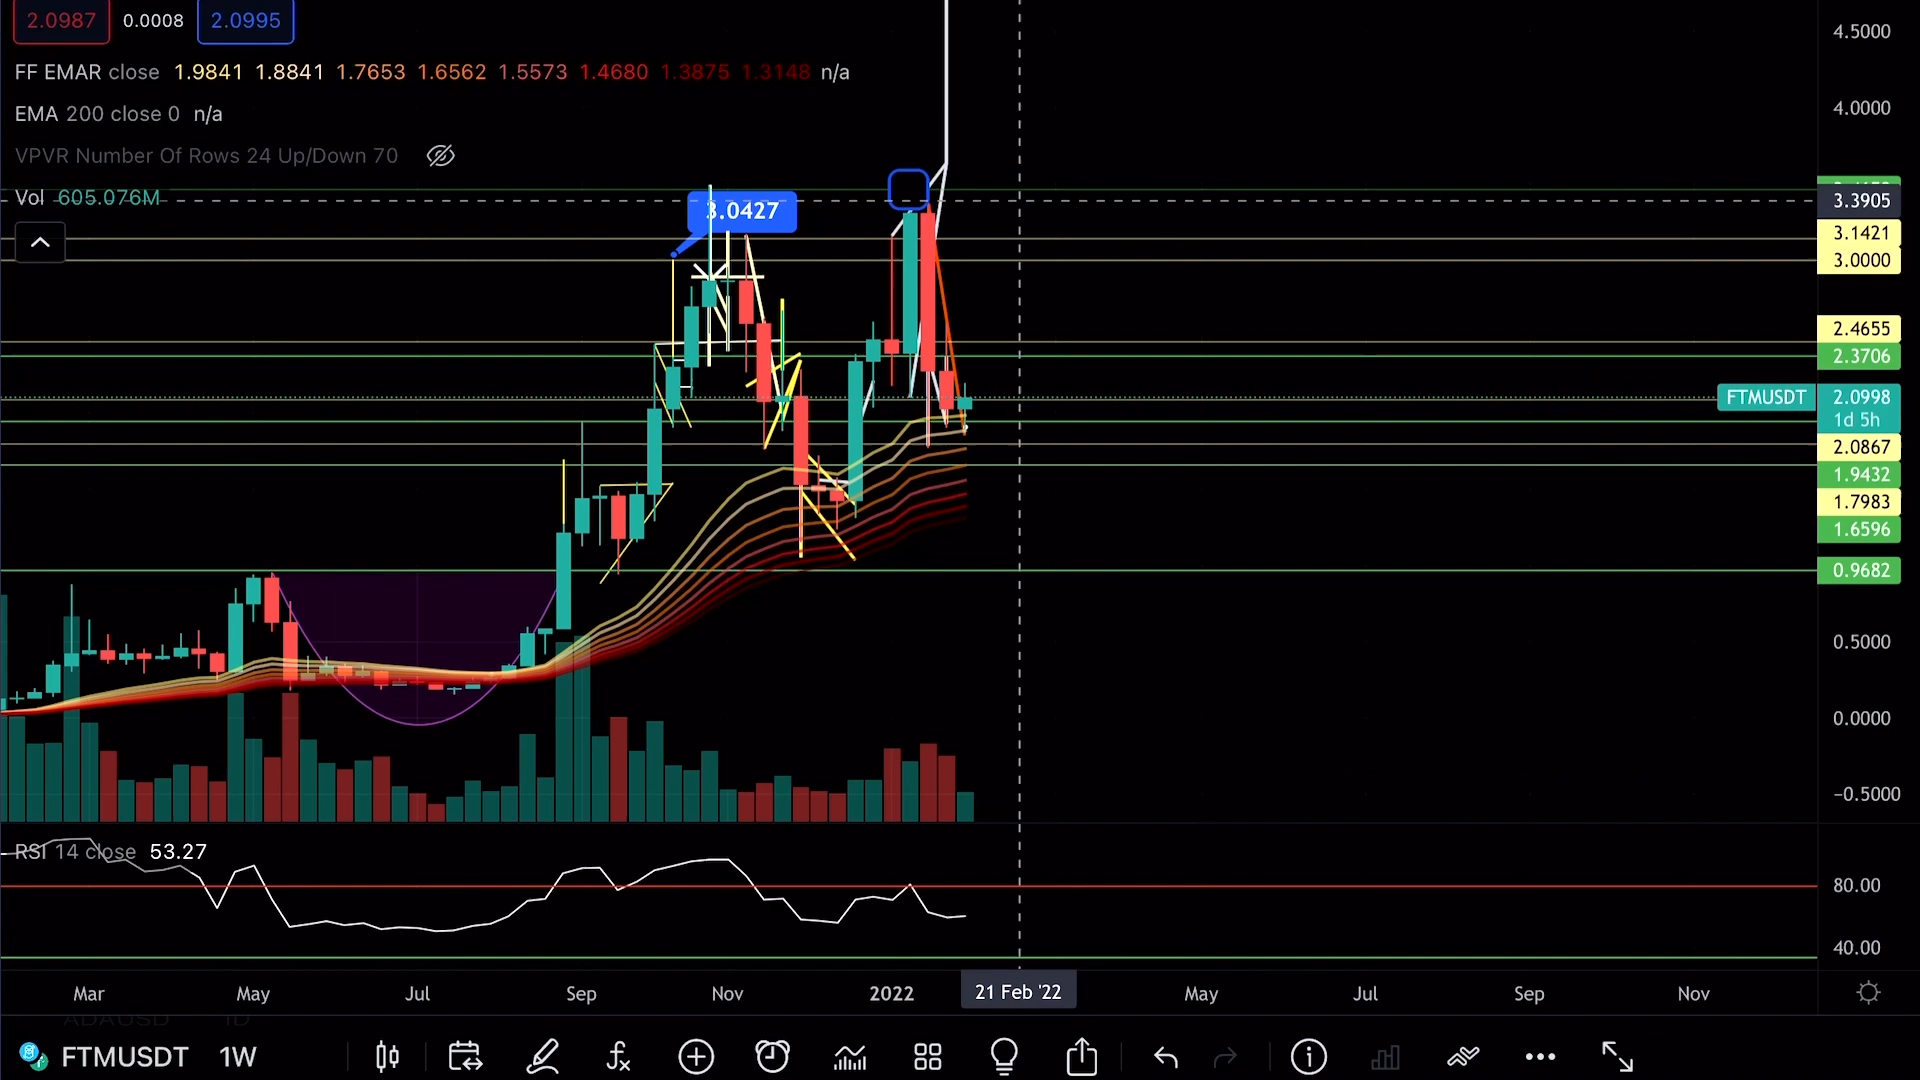 2.0987 0.0008 2.0995
FF EMAR close 1.9841 1.8841 1.7653 1.6562 1.5573 1.4680 1.3875 1.3148 n/a
EMA 200 close 0 n/a
VPVR Number Of Rows 24 Up/Down 70
Vol 605.076M
3.0427
4.5000
4.0000
3.3905
3.1421
3.0000
2.4655
2.3706
FTMUSDT 2.0998
1d 5h
2.0867
1.9432
1.7983
1.6596
0.9682
0.5000
0.0000
−0.5000
RSI 14 close 53.27
80.00
40.00
Mar May Jul Sep Nov 2022 21 Feb '22 May Jul Sep Nov
ADAUSD 1D
FTMUSDT 1W